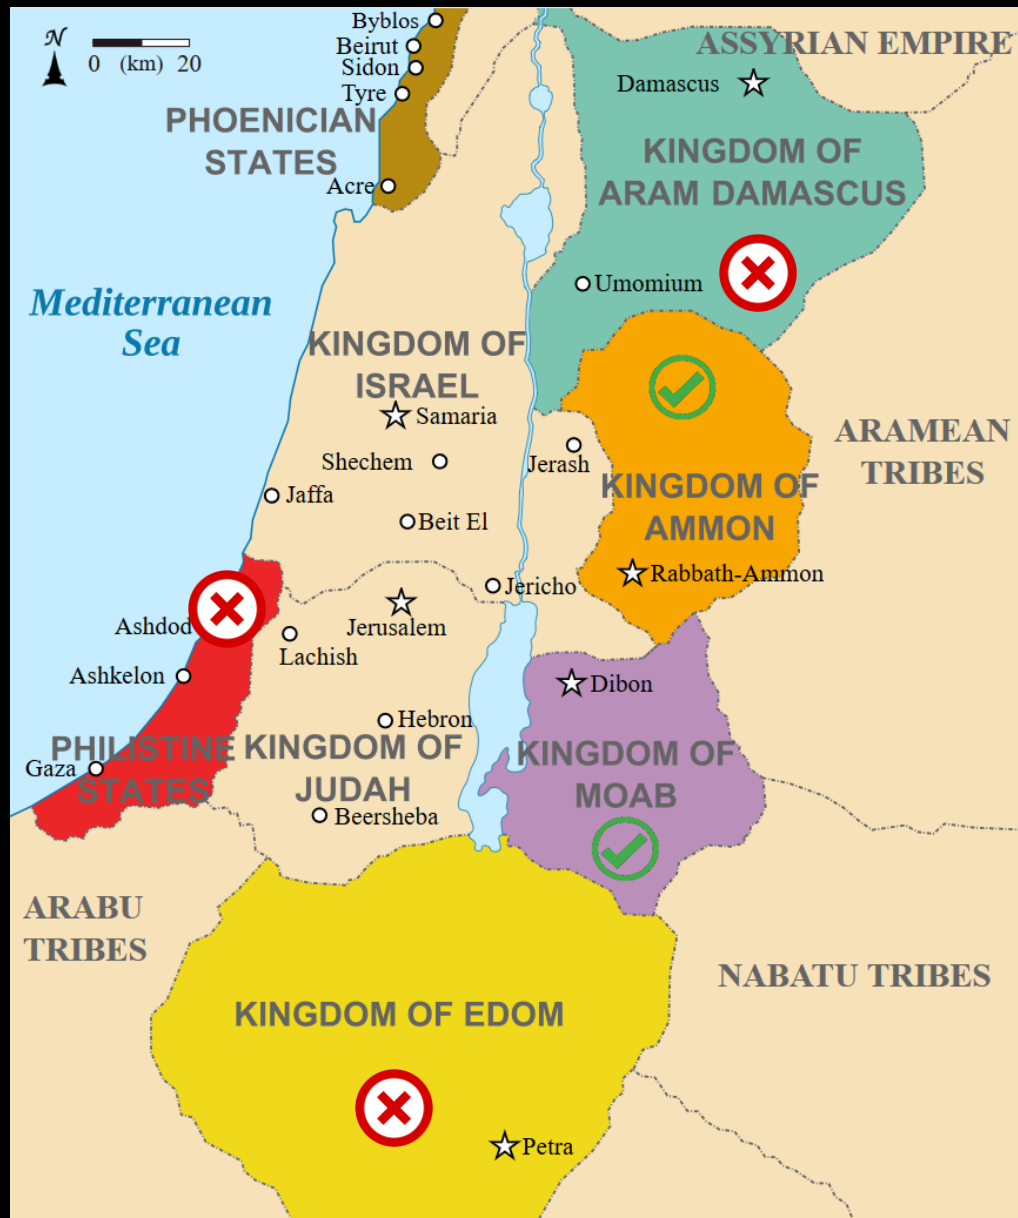 Byblos
N
Beirut
ASSYRIAN EMPIRE
0 (km) 20
Sidon
Damascus
Tyre
PHOENICIAN
STATES
KINGDOM OF
ARAM DAMASCUS
Acre
Umomium
Mediterranean
Sea
KINGDOM OF
ISRAEL
Samaria
ARAMEAN
TRIBES
Shechem
Jerash
Jaffa
KINGDOM OF
AMMON
Beit El
Rabbath-Ammon
Jericho
Ashdod
Jerusalem
Lachish
Ashkelon
Dibon
Hebron
PHILISTINE
STATES
KINGDOM OF
JUDAH
KINGDOM OF
MOAB
Gaza
Beersheba
ARABU
TRIBES
NABATU TRIBES
KINGDOM OF EDOM
Petra